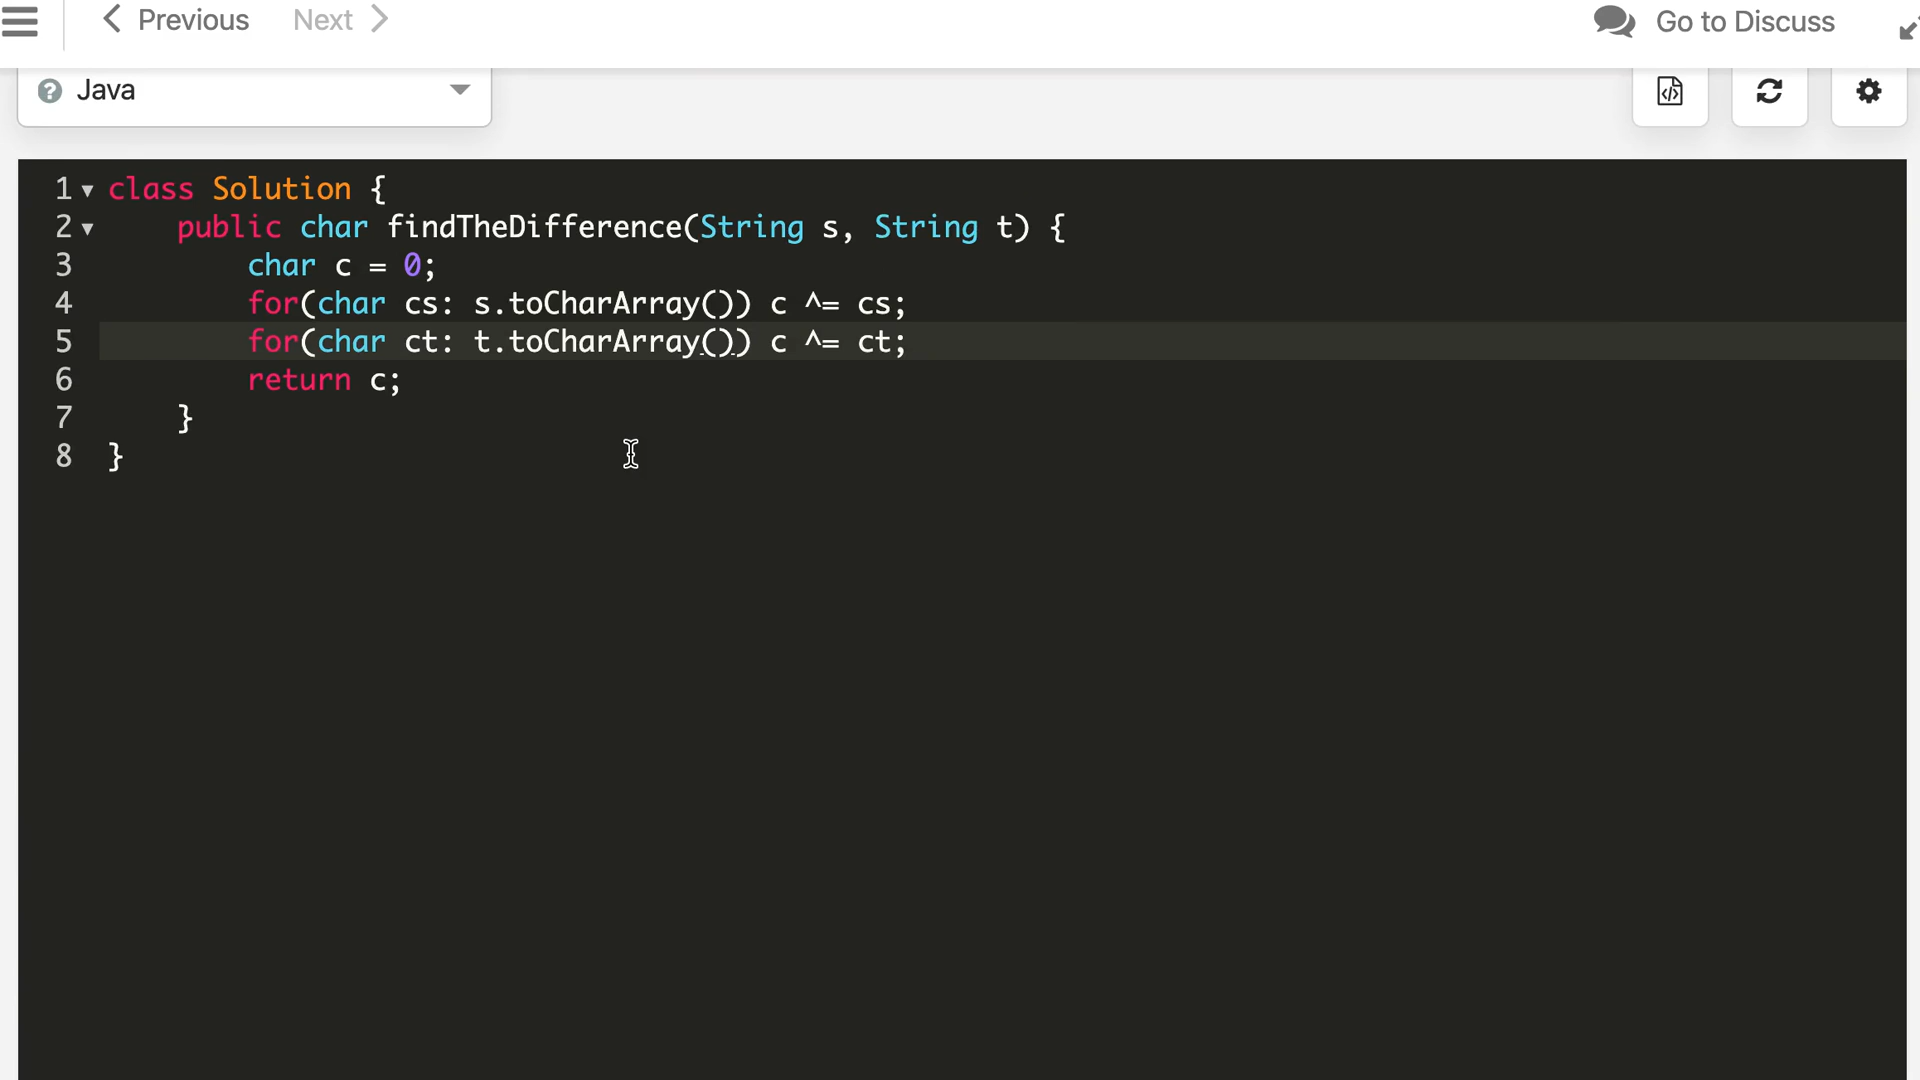 Previous Next Go to Discuss
Java
1 class Solution {
2 public char findTheDifference(String s, String t) {
3 char c = 0;
4 for(char cs: s.toCharArray()) c ^= cs;
5 for(char ct: t.toCharArray()) c ^= ct;
6 return c;
7 }
8 }